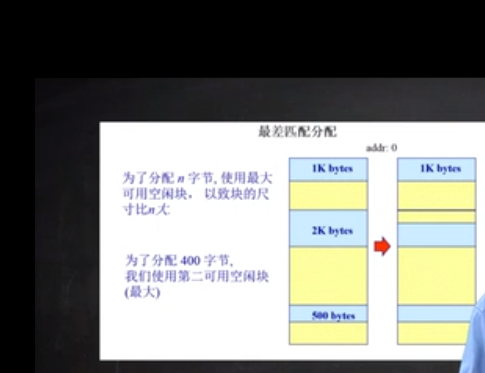 最差匹配分配
addr: 0
为了分配 n 字节, 使用最大
可用空闲块, 以致块的尺
寸比n大
1K bytes
1K bytes
2K bytes
为了分配 400 字节,
我们使用第二可用空闲块
(最大)
500 bytes